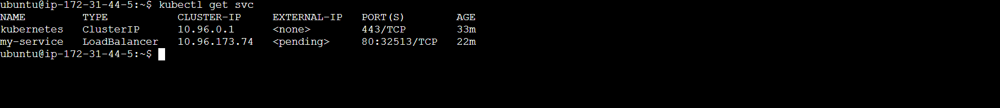 ubuntu@ip-172-31-44-5:~$ kubectl get svc
NAME         TYPE           CLUSTER-IP     EXTERNAL-IP   PORT(S)        AGE
kubernetes   ClusterIP      10.96.0.1      <none>        443/TCP        33m
my-service   LoadBalancer   10.96.173.74   <pending>     80:32513/TCP   22m
ubuntu@ip-172-31-44-5:~$